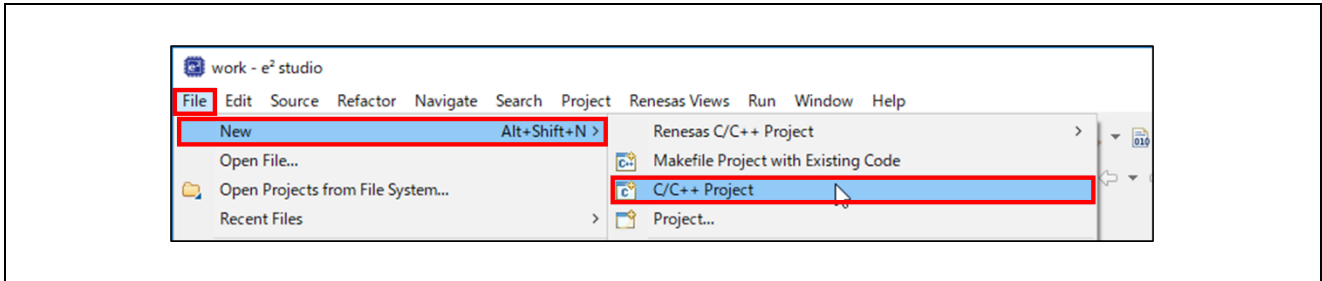 work - e² studio
File Edit Source Refactor Navigate Search Project Renesas Views Run Window Help
New Alt+Shift+N >
Open File...
Open Projects from File System...
Recent Files >
Renesas C/C++ Project >
Makefile Project with Existing Code
C/C++ Project
Project...
010